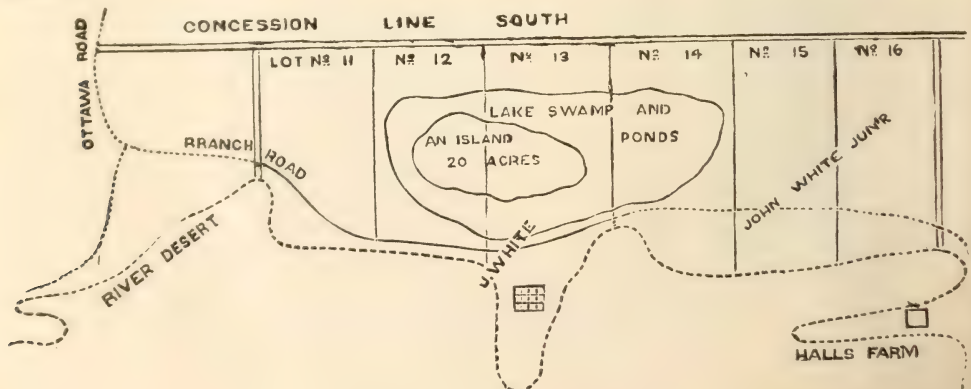 CONCESSION LINE SOUTH
OTTAWA ROAD
LOT Nº 11 Nº 12 Nº 13 Nº 14 Nº 15 Nº 16
LAKE SWAMP AND
PONDS
AN ISLAND
20 ACRES
BRANCH ROAD
JOHN WHITE JUNR
RIVER DESERT
J. WHITE
HALLS FARM